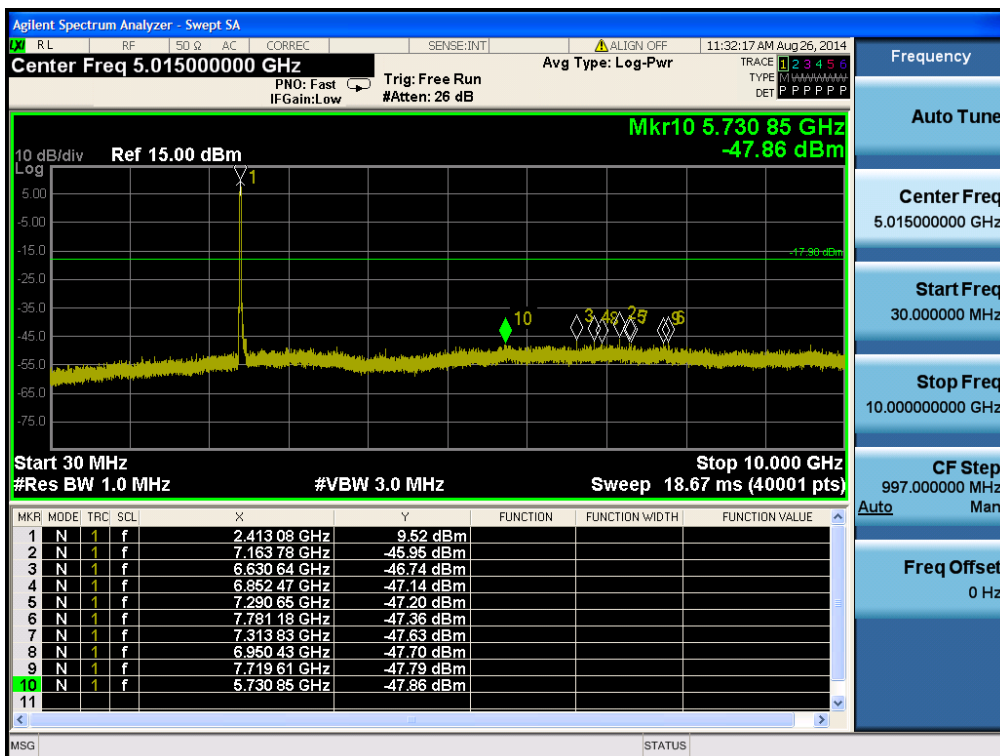 Agilent Spectrum Analyzer - Swept SA
LXI RL RF 50 Ω AC CORREC SENSE:INT ALIGN OFF 11:32:17 AM Aug 26, 2014
Center Freq 5.015000000 GHz Avg Type: Log-Pwr TRACE 1 2 3 4 5 6
PNO: Fast Trig: Free Run TYPE M
IFGain:Low #Atten: 26 dB DET P P P P P P
Mkr10 5.730 85 GHz
10 dB/div Ref 15.00 dBm -47.86 dBm
Log
1
5.00
-5.00
-15.0 -17.90 dBm
-25.0
-35.0
10 3
-45.0
-55.0
-65.0
-75.0
Start 30 MHz Stop 10.000 GHz
#Res BW 1.0 MHz #VBW 3.0 MHz Sweep 18.67 ms (40001 pts)
MKR MODE TRC SCL X Y FUNCTION FUNCTION WIDTH FUNCTION VALUE
1 N 1 f 2.413 08 GHz 9.52 dBm
2 N 1 f 7.163 78 GHz -45.95 dBm
3 N 1 f 6.630 64 GHz -46.74 dBm
4 N 1 f 6.852 47 GHz -47.14 dBm
5 N 1 f 7.290 65 GHz -47.20 dBm
6 N 1 f 7.781 18 GHz -47.36 dBm
7 N 1 f 7.313 83 GHz -47.63 dBm
8 N 1 f 6.950 43 GHz -47.70 dBm
9 N 1 f 7.719 61 GHz -47.79 dBm
10 N 1 f 5.730 85 GHz -47.86 dBm
11
MSG STATUS
Frequency
Auto Tune
Center Freq
5.015000000 GHz
Start Freq
30.000000 MHz
Stop Freq
10.000000000 GHz
CF Step
997.000000 MHz
Auto Man
Freq Offset
0 Hz